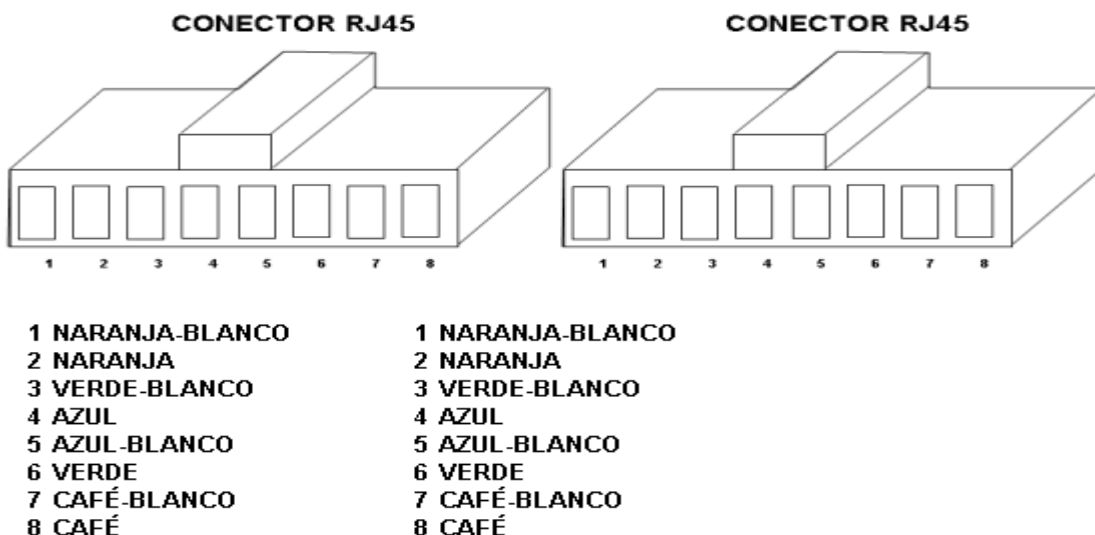 CONECTOR RJ45
1 2 3 4 5 6 7 8
CONECTOR RJ45
1 2 3 4 5 6 7 8
1 NARANJA-BLANCO
2 NARANJA
3 VERDE-BLANCO
4 AZUL
5 AZUL-BLANCO
6 VERDE
7 CAFÉ-BLANCO
8 CAFÉ
1 NARANJA-BLANCO
2 NARANJA
3 VERDE-BLANCO
4 AZUL
5 AZUL-BLANCO
6 VERDE
7 CAFÉ-BLANCO
8 CAFÉ